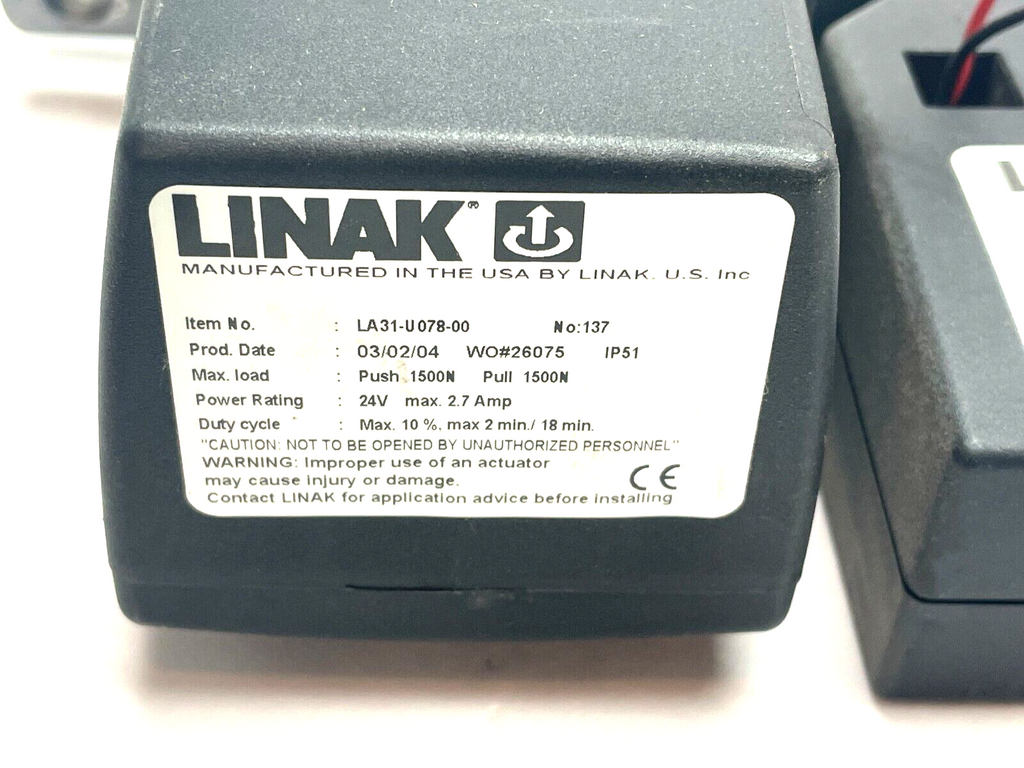 LINAK®
MANUFACTURED IN THE USA BY LINAK. U.S. Inc
Item No. : LA31-U078-00 No:137
Prod. Date : 03/02/04 WO#26075 IP51
Max. load : Push 1500N Pull 1500N
Power Rating : 24V max. 2.7 Amp
Duty cycle : Max. 10 %, max 2 min./ 18 min.
"CAUTION: NOT TO BE OPENED BY UNAUTHORIZED PERSONNEL"
WARNING: Improper use of an actuator
may cause injury or damage.
Contact LINAK for application advice before installing
CE